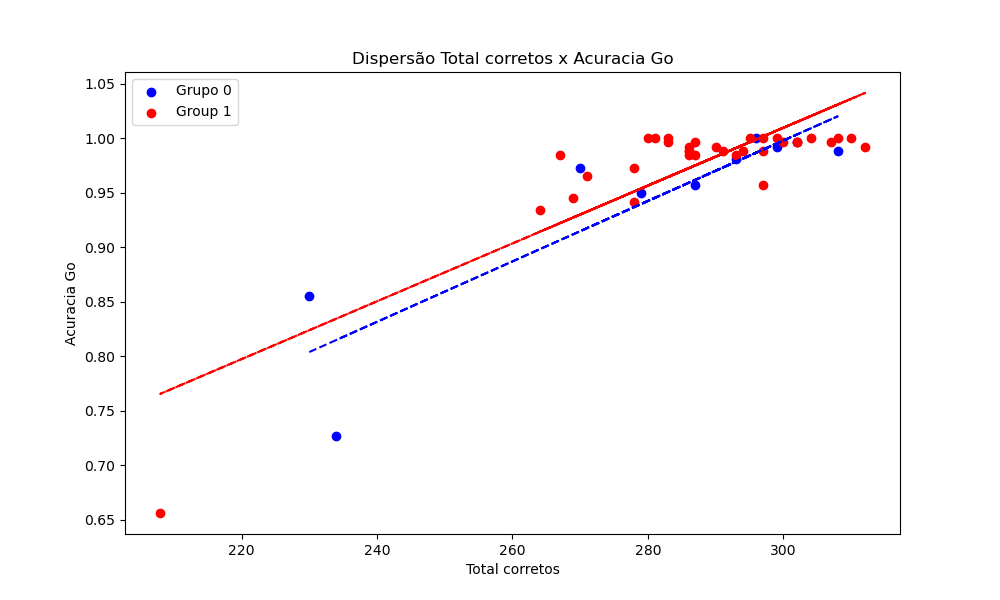 Dispersão Total corretos x Acuracia Go
Grupo 0
Group 1
1.05
1.00
0.95
0.90
0.85
0.80
0.75
0.70
0.65
Acuracia Go
220
240
260
280
300
Total corretos